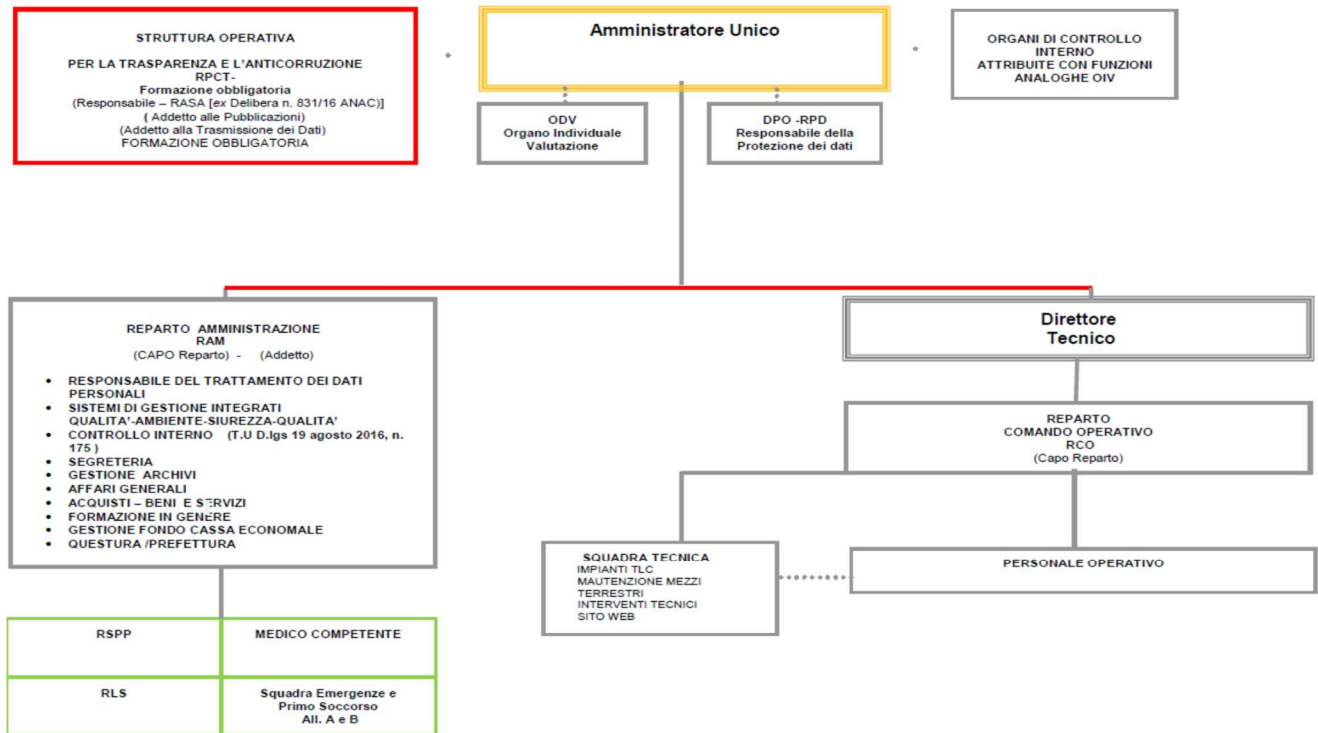 STRUTTURA OPERATIVA
PER LA TRASPARENZA E L'ANTICORRUZIONE
RPCT-
Formazione obbligatoria
(Responsabile – RASA [ex Delibera n. 831/16 ANAC)]
( Addetto alle Pubblicazioni)
(Addetto alla Trasmissione dei Dati)
FORMAZIONE OBBLIGATORIA
Amministratore Unico
ORGANI DI CONTROLLO
INTERNO
ATTRIBUITE CON FUNZIONI
ANALOGHE OIV
ODV
Organo Individuale
Valutazione
DPO -RPD
Responsabile della
Protezione dei dati
REPARTO AMMINISTRAZIONE
RAM
(CAPO Reparto) - (Addetto)
• RESPONSABILE DEL TRATTAMENTO DEI DATI
PERSONALI
• SISTEMI DI GESTIONE INTEGRATI
QUALITA'-AMBIENTE-SIUREZZA-QUALITA'
• CONTROLLO INTERNO (T.U D.lgs 19 agosto 2016, n.
175 )
• SEGRETERIA
• GESTIONE ARCHIVI
• AFFARI GENERALI
• ACQUISTI – BENI E SERVIZI
• FORMAZIONE IN GENERE
• GESTIONE FONDO CASSA ECONOMALE
• QUESTURA /PREFETTURA
Direttore
Tecnico
REPARTO
COMANDO OPERATIVO
RCO
(Capo Reparto)
SQUADRA TECNICA
IMPIANTI TLC
MAUTENZIONE MEZZI
TERRESTRI
INTERVENTI TECNICI
SITO WEB
PERSONALE OPERATIVO
RSPP
MEDICO COMPETENTE
RLS
Squadra Emergenze e
Primo Soccorso
All. A e B